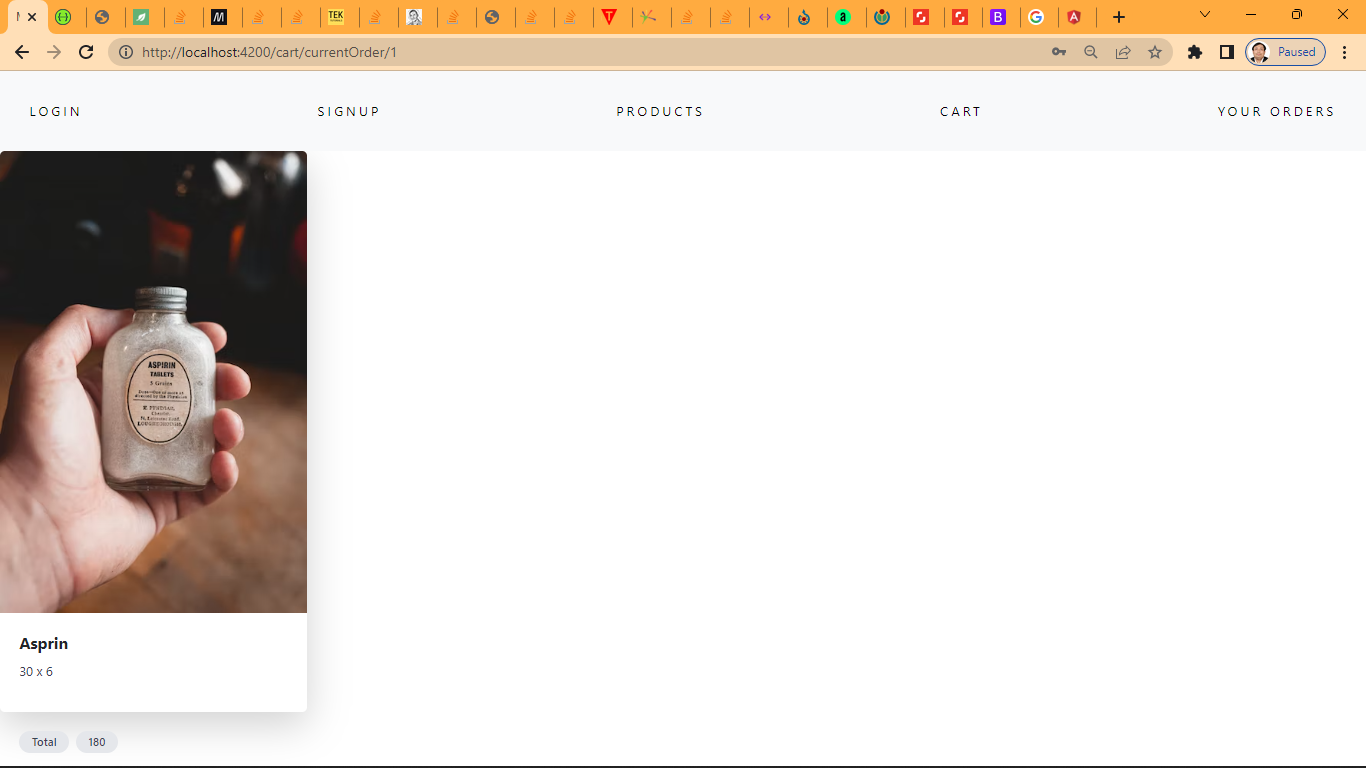 M
TEK
T
a
B
G
A
http://localhost:4200/cart/currentOrder/1
Paused
LOGIN
SIGNUP
PRODUCTS
CART
YOUR ORDERS
ASPIRIN
TABLETS
5 Grains
Asprin
30 x 6
Total
180